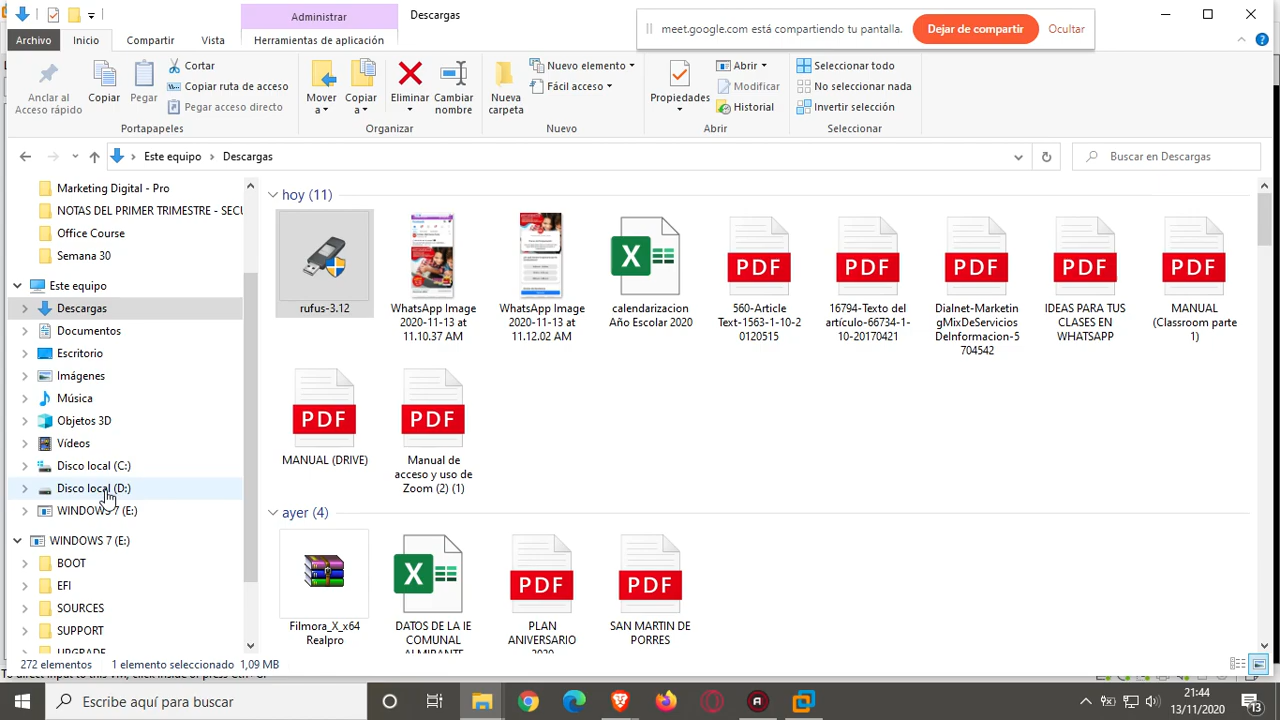 Administrar
Descargas
meet.google.com está compartiendo tu pantalla.
Dejar de compartir
Ocultar
Archivo
Inicio
Compartir
Vista
Herramientas de aplicación
Anclar al
Acceso rápido
Copiar
Pegar
Cortar
Copiar ruta de acceso
Pegar acceso directo
Portapapeles
Mover
a
Copiar
a
Eliminar
Cambiar
nombre
Organizar
Nueva
carpeta
Nuevo elemento
Fácil acceso
Nuevo
Propiedades
Abrir
Modificar
Historial
Abrir
Seleccionar todo
No seleccionar nada
Invertir selección
Seleccionar
Este equipo
Descargas
Buscar en Descargas
Marketing Digital - Pro
NOTAS DEL PRIMER TRIMESTRE - SECU
Office Course
Semana 30
Este equipo
Descargas
Documentos
Escritorio
Imágenes
Música
Objetos 3D
Vídeos
Disco local (C:)
Disco local (D:)
WINDOWS 7 (E:)
WINDOWS 7 (E:)
BOOT
EFI
SOURCES
SUPPORT
UPGRADE
hoy (11)
rufus-3.12
WhatsApp Image
2020-11-13 at
11.10.37 AM
WhatsApp Image
2020-11-13 at
11.12.02 AM
calendarizacion
Año Escolar 2020
PDF
560-Article
Text-1563-1-10-2
0120515
PDF
16794-Texto del
artículo-66734-1-
10-20170421
PDF
Dialnet-Marketin
gMixDeServicios
DeInformacion-5
704542
PDF
IDEAS PARA TUS
CLASES EN
WHATSAPP
PDF
MANUAL
(Classroom parte
1)
PDF
MANUAL (DRIVE)
PDF
Manual de
acceso y uso de
Zoom (2) (1)
ayer (4)
Filmora_X_x64
Realpro
DATOS DE LA IE
COMUNAL
ALMIRANTE
PDF
PLAN
ANIVERSARIO
2020
PDF
SAN MARTIN DE
PORRES
272 elementos
1 elemento seleccionado 1,09 MB
Escribe aquí para buscar
21:44
13/11/2020
13